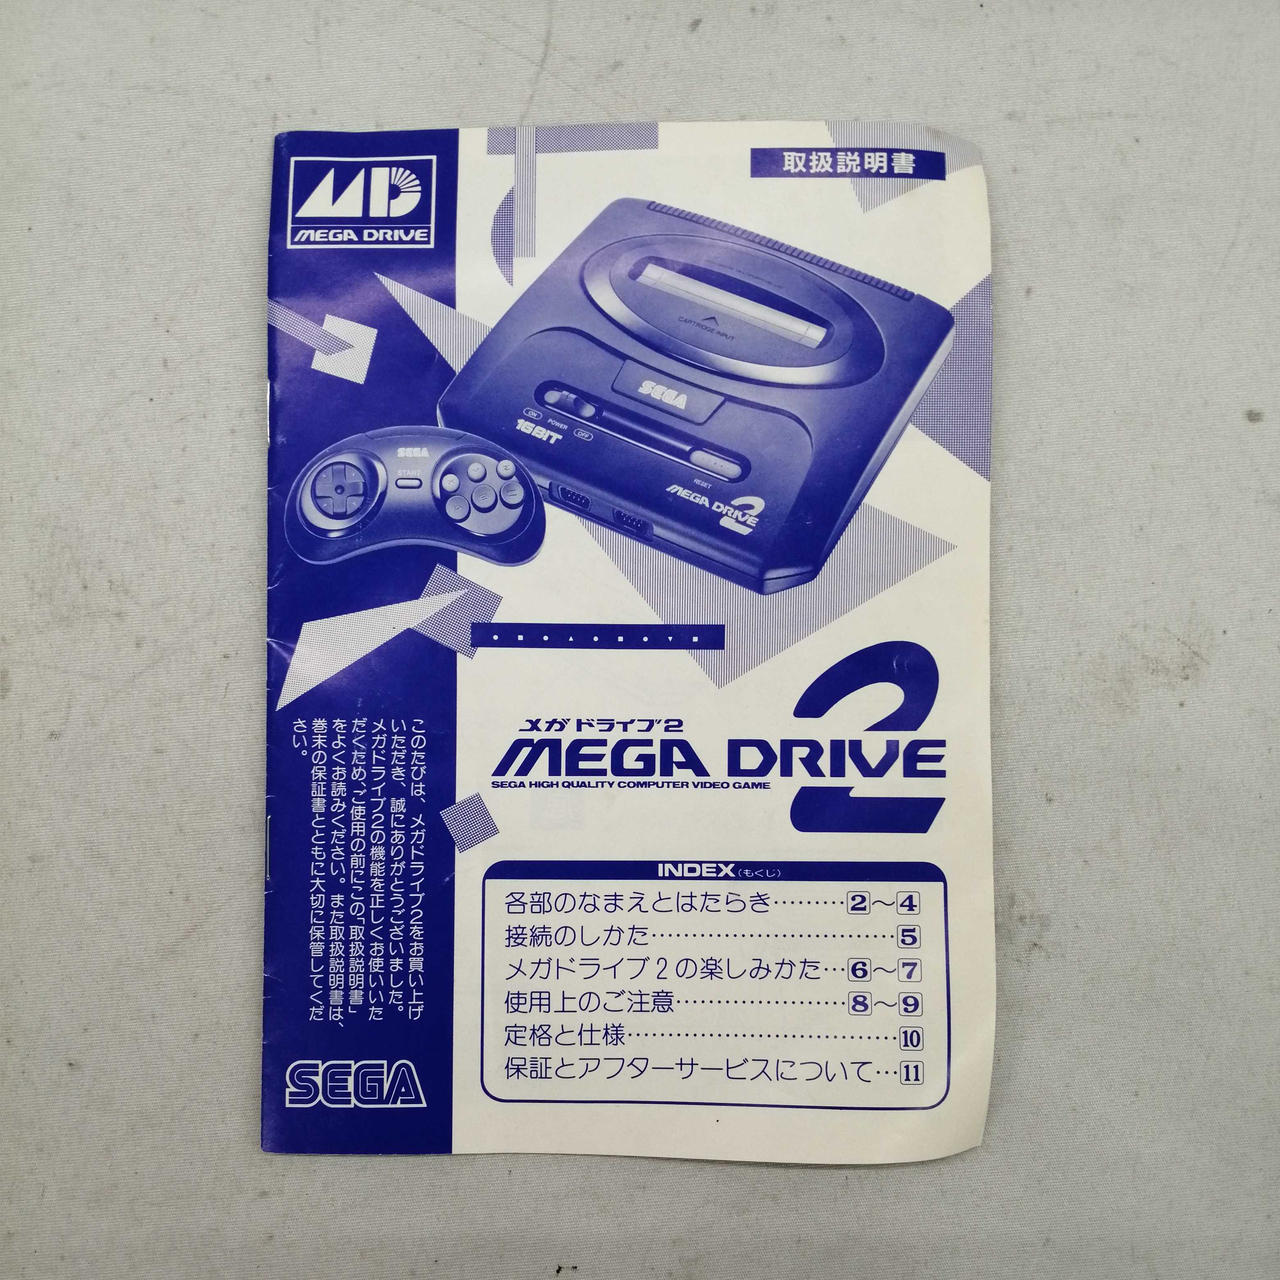 MD
MEGA DRIVE
取扱説明書
CARTRIDGE INPUT
SEGA
ON POWER OFF
16BIT
RESET
MEGA DRIVE 2
SEGA
START
メガドライブ2
MEGA DRIVE 2
SEGA HIGH QUALITY COMPUTER VIDEO GAME
このたびは、メガドライブ2をお買い上げ
いただき、誠にありがとうございました。
メガドライブ2の機能を正しくお使いいた
だくため、ご使用の前にこの「取扱説明書」
をよくお読みください。また取扱説明書は、
巻末の保証書とともに大切に保管してくだ
さい。
INDEX(もくじ)
各部のなまえとはたらき………2〜4
接続のしかた…………………………5
メガドライブ2の楽しみかた…6〜7
使用上のご注意…………………8〜9
定格と仕様……………………………10
保証とアフターサービスについて…11
SEGA